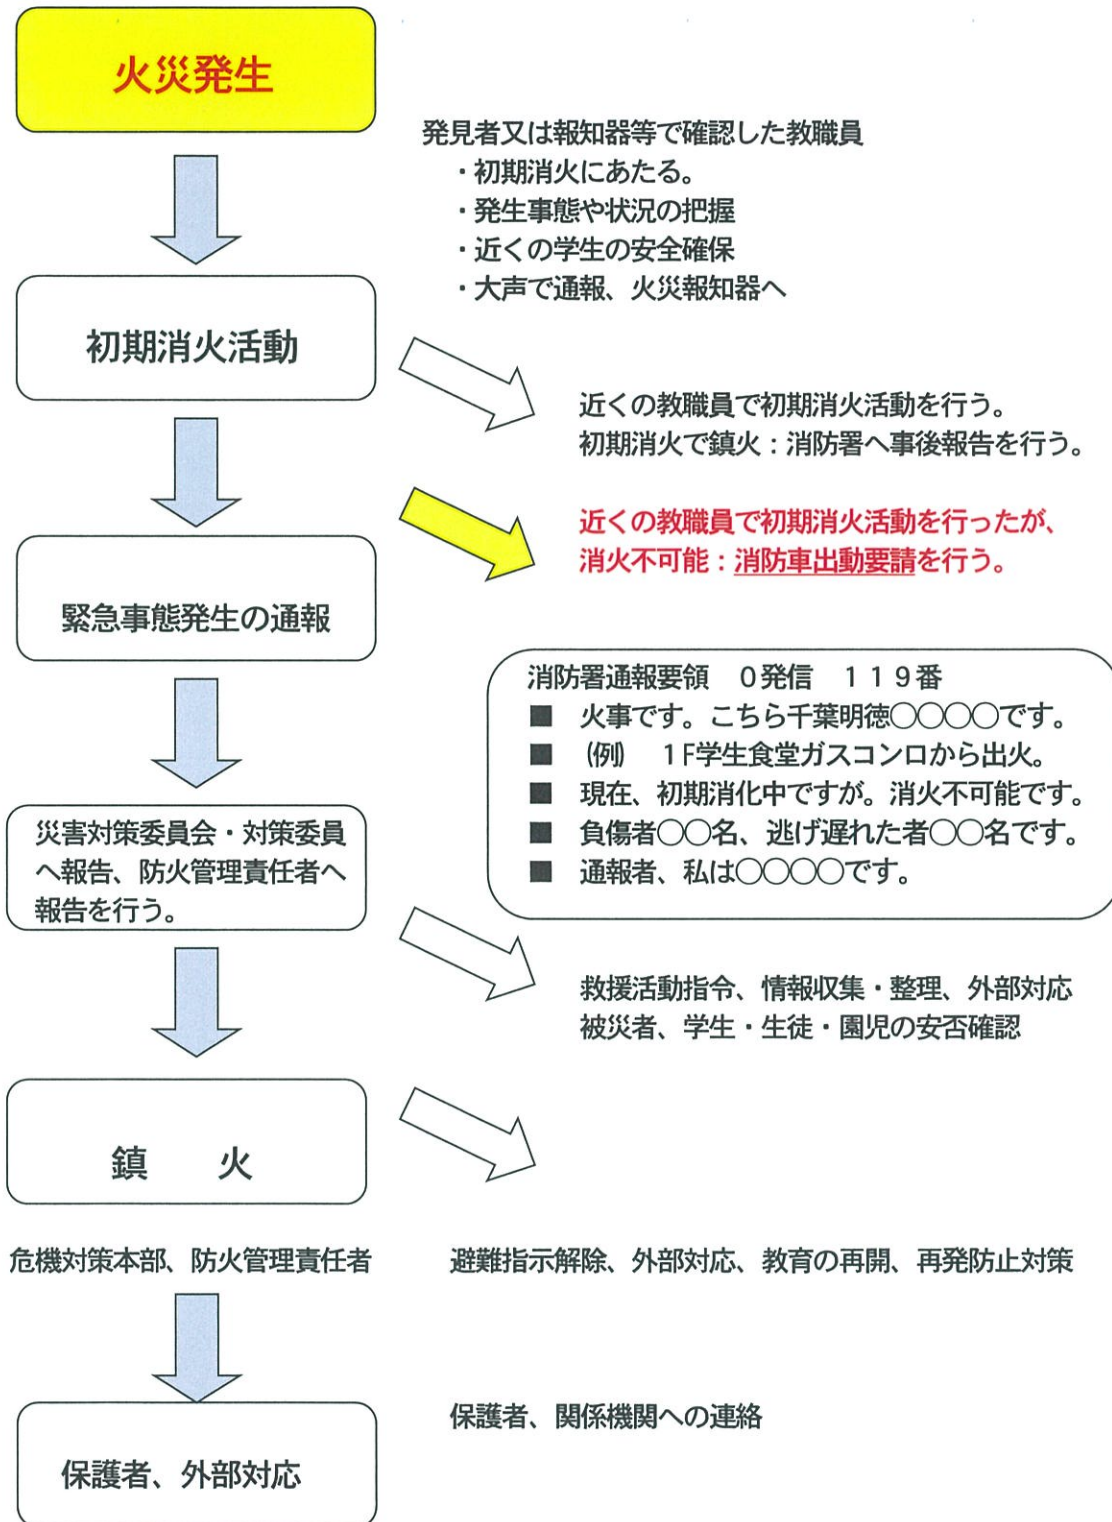 火災発生
発見者又は報知器等で確認した教職員
・初期消火にあたる。
・発生事態や状況の把握
・近くの学生の安全確保
・大声で通報、火災報知器へ
初期消火活動
近くの教職員で初期消火活動を行う。
初期消火で鎮火：消防署へ事後報告を行う。
近くの教職員で初期消火活動を行ったが、
消火不可能：消防車出動要請を行う。
緊急事態発生の通報
消防署通報要領　０発信　１１９番
■　火事です。こちら千葉明徳〇〇〇〇です。
■　（例）　１F学生食堂ガスコンロから出火。
■　現在、初期消化中ですが。消火不可能です。
■　負傷者〇〇名、逃げ遅れた者〇〇名です。
■　通報者、私は〇〇〇〇です。
災害対策委員会・対策委員
へ報告、防火管理責任者へ
報告を行う。
救援活動指令、情報収集・整理、外部対応
被災者、学生・生徒・園児の安否確認
鎮　　火
危機対策本部、防火管理責任者
避難指示解除、外部対応、教育の再開、再発防止対策
保護者、関係機関への連絡
保護者、外部対応